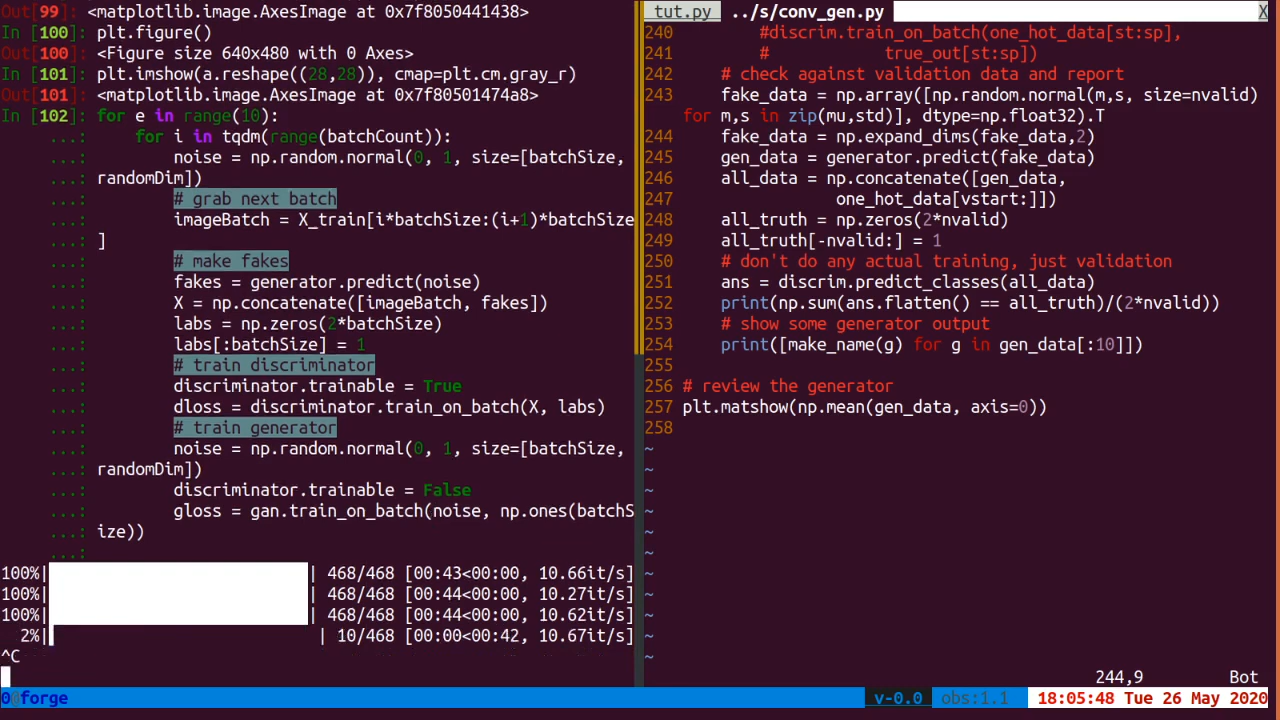 Out[99]: <matplotlib.image.AxesImage at 0x7f8050441438>
In [100]: plt.figure()
Out[100]: <Figure size 640x480 with 0 Axes>
In [101]: plt.imshow(a.reshape((28,28)), cmap=plt.cm.gray_r)
Out[101]: <matplotlib.image.AxesImage at 0x7f80501474a8>
In [102]: for e in range(10):
...:     for i in tqdm(range(batchCount)):
...:         noise = np.random.normal(0, 1, size=[batchSize,
...: randomDim])
...:         # grab next batch
...:         imageBatch = X_train[i*batchSize:(i+1)*batchSize
...: ]
...:         # make fakes
...:         fakes = generator.predict(noise)
...:         X = np.concatenate([imageBatch, fakes])
...:         labs = np.zeros(2*batchSize)
...:         labs[:batchSize] = 1
...:         # train discriminator
...:         discriminator.trainable = True
...:         dloss = discriminator.train_on_batch(X, labs)
...:         # train generator
...:         noise = np.random.normal(0, 1, size=[batchSize,
...: randomDim])
...:         discriminator.trainable = False
...:         gloss = gan.train_on_batch(noise, np.ones(batchS
...: ize))
...:
100%| | 468/468 [00:43<00:00, 10.66it/s]
100%| | 468/468 [00:44<00:00, 10.27it/s]
100%| | 468/468 [00:44<00:00, 10.62it/s]
2%| | 10/468 [00:00<00:42, 10.67it/s]
^C
tut.py ../s/conv_gen.py X
240         #discrim.train_on_batch(one_hot_data[st:sp],
241         #            true_out[st:sp])
242     # check against validation data and report
243     fake_data = np.array([np.random.normal(m,s, size=nvalid)
for m,s in zip(mu,std)], dtype=np.float32).T
244     fake_data = np.expand_dims(fake_data,2)
245     gen_data = generator.predict(fake_data)
246     all_data = np.concatenate([gen_data,
247                 one_hot_data[vstart:]])
248     all_truth = np.zeros(2*nvalid)
249     all_truth[-nvalid:] = 1
250     # don't do any actual training, just validation
251     ans = discrim.predict_classes(all_data)
252     print(np.sum(ans.flatten() == all_truth)/(2*nvalid))
253     # show some generator output
254     print([make_name(g) for g in gen_data[:10]])
255
256 # review the generator
257 plt.matshow(np.mean(gen_data, axis=0))
258
~
~
~
~
~
~
~
~
~
~
~
244,9 Bot
0@forge v-0.0 obs:1.1 18:05:48 Tue 26 May 2020